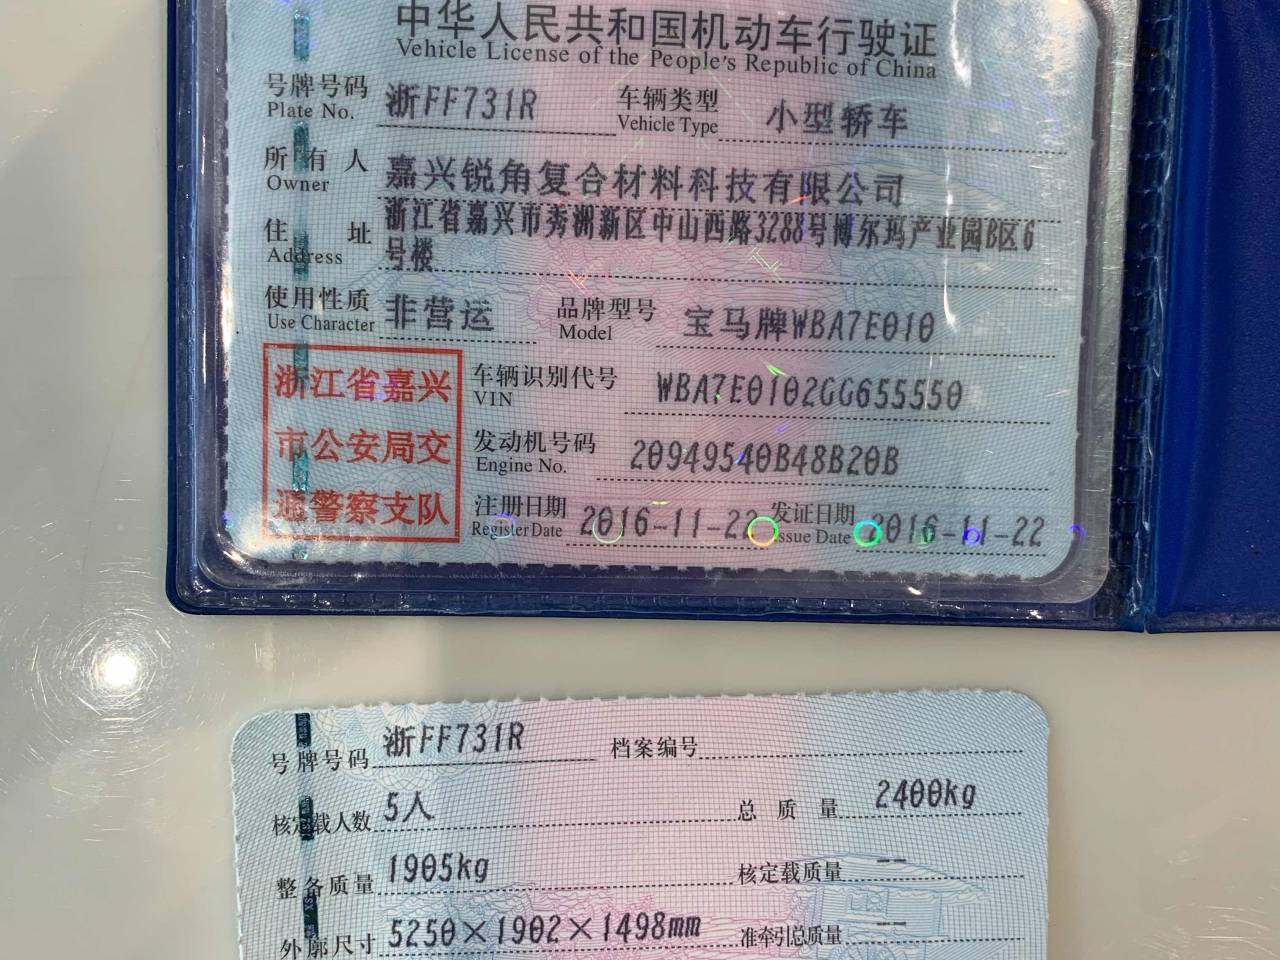 中华人民共和国机动车行驶证
Vehicle License of the People's Republic of China
号牌号码 浙FF731R 车辆类型 小型轿车
Plate No. Vehicle Type
所有人 嘉兴锐角复合材料科技有限公司
Owner
住址 浙江省嘉兴市秀洲新区中山西路3288号博尔玛产业园B区6
Address 号楼
使用性质 非营运 品牌型号 宝马牌WBA7E010
Use Character Model
浙江省嘉兴
市公安局交
通警察支队
车辆识别代号 WBA7E0102GG655550
VIN
发动机号码 20949540B48B20B
Engine No.
注册日期 2016-11-22 发证日期 2016-11-22
Register Date Issue Date
号牌号码 浙FF731R 档案编号
核定载人数 5人 总质量 2400kg
整备质量 1905kg 核定载质量 --
外廓尺寸 5250×1902×1498mm 准牵引总质量 --